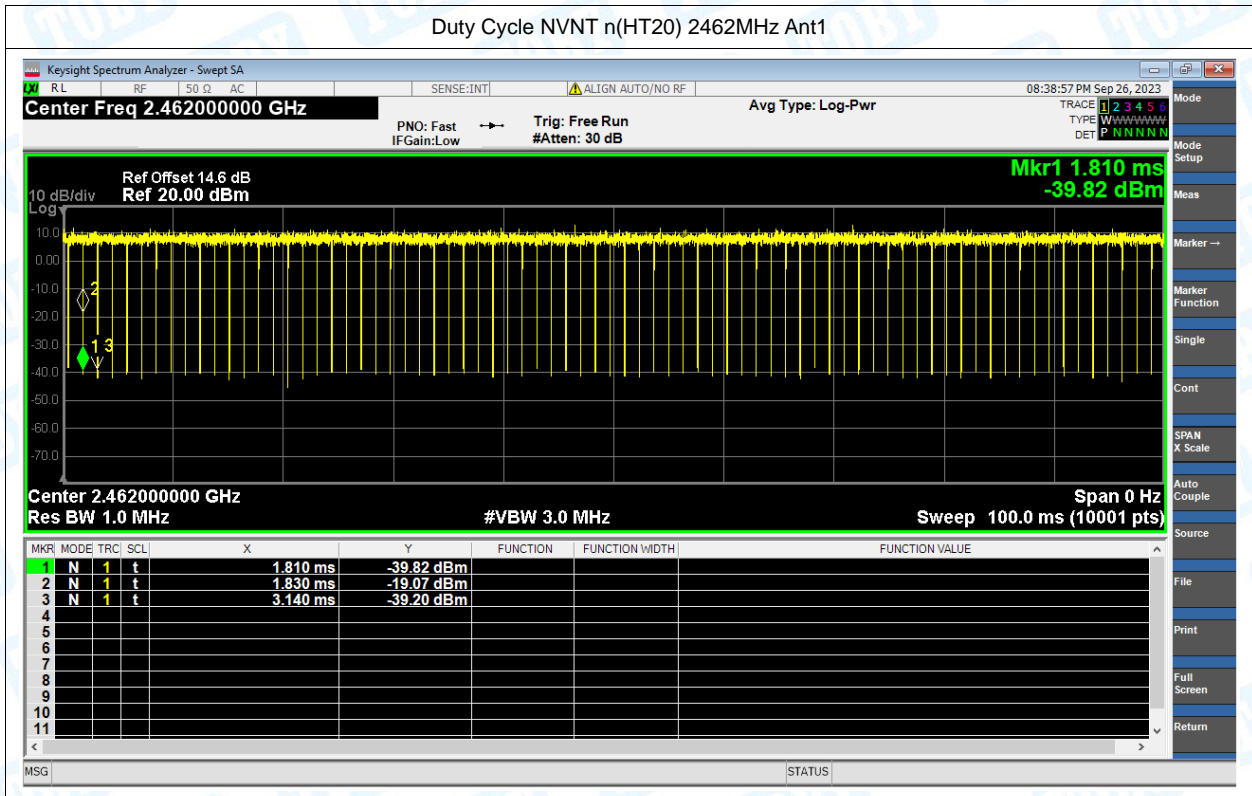 Duty Cycle NVNT n(HT20) 2462MHz Ant1
Keysight Spectrum Analyzer - Swept SA
LXI RL RF 50 Ω AC SENSE:INT ALIGN AUTO/NO RF 08:38:57 PM Sep 26, 2023
Center Freq 2.462000000 GHz
Avg Type: Log-Pwr
TRACE 1 2 3 4 5 6
TYPE WWWWWW
DET P N N N N N
PNO: Fast
IFGain:Low
Trig: Free Run
#Atten: 30 dB
Ref Offset 14.6 dB
Ref 20.00 dBm
10 dB/div
Log
Mkr1 1.810 ms
-39.82 dBm
10.0
0.00
-10.0
-20.0
-30.0
-40.0
-50.0
-60.0
-70.0
2
1 3
Center 2.462000000 GHz Span 0 Hz
Res BW 1.0 MHz #VBW 3.0 MHz Sweep 100.0 ms (10001 pts)
MKR MODE TRC SCL X Y FUNCTION FUNCTION WIDTH FUNCTION VALUE
1 N 1 t 1.810 ms -39.82 dBm
2 N 1 t 1.830 ms -19.07 dBm
3 N 1 t 3.140 ms -39.20 dBm
4
5
6
7
8
9
10
11
MSG STATUS
Mode
Mode
Setup
Meas
Marker→
Marker
Function
Single
Cont
SPAN
X Scale
Auto
Couple
Source
File
Print
Full
Screen
Return
TOBY